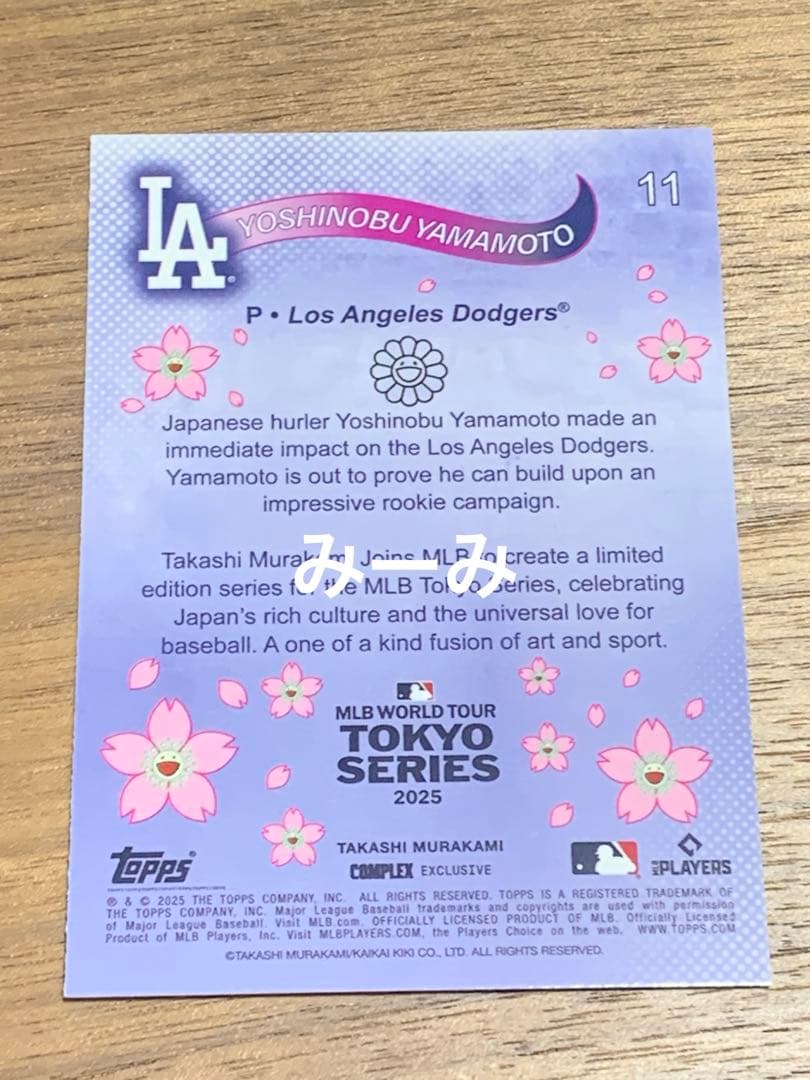 LA
YOSHINOBU YAMAMOTO
11
P • Los Angeles Dodgers®
Japanese hurler Yoshinobu Yamamoto made an
immediate impact on the Los Angeles Dodgers.
Yamamoto is out to prove he can build upon an
impressive rookie campaign.
みーみ
Takashi Murakami Joins MLB to create a limited
edition series for the MLB Tokyo Series, celebrating
Japan's rich culture and the universal love for
baseball. A one of a kind fusion of art and sport.
MLB WORLD TOUR
TOKYO
SERIES
2025
TAKASHI MURAKAMI
COMPLEX EXCLUSIVE
topps®
MLB PLAYERS
® & © 2025 THE TOPPS COMPANY, INC. ALL RIGHTS RESERVED. TOPPS IS A REGISTERED TRADEMARK OF
THE TOPPS COMPANY, INC. Major League Baseball trademarks and copyrights are used with permission
of Major League Baseball. Visit MLB.com. OFFICIALLY LICENSED PRODUCT OF MLB. Officially Licensed
Product of MLB Players, Inc. Visit MLBPLAYERS.COM, the Players Choice on the web. WWW.TOPPS.COM
©TAKASHI MURAKAMI/KAIKAI KIKI CO., LTD. ALL RIGHTS RESERVED.